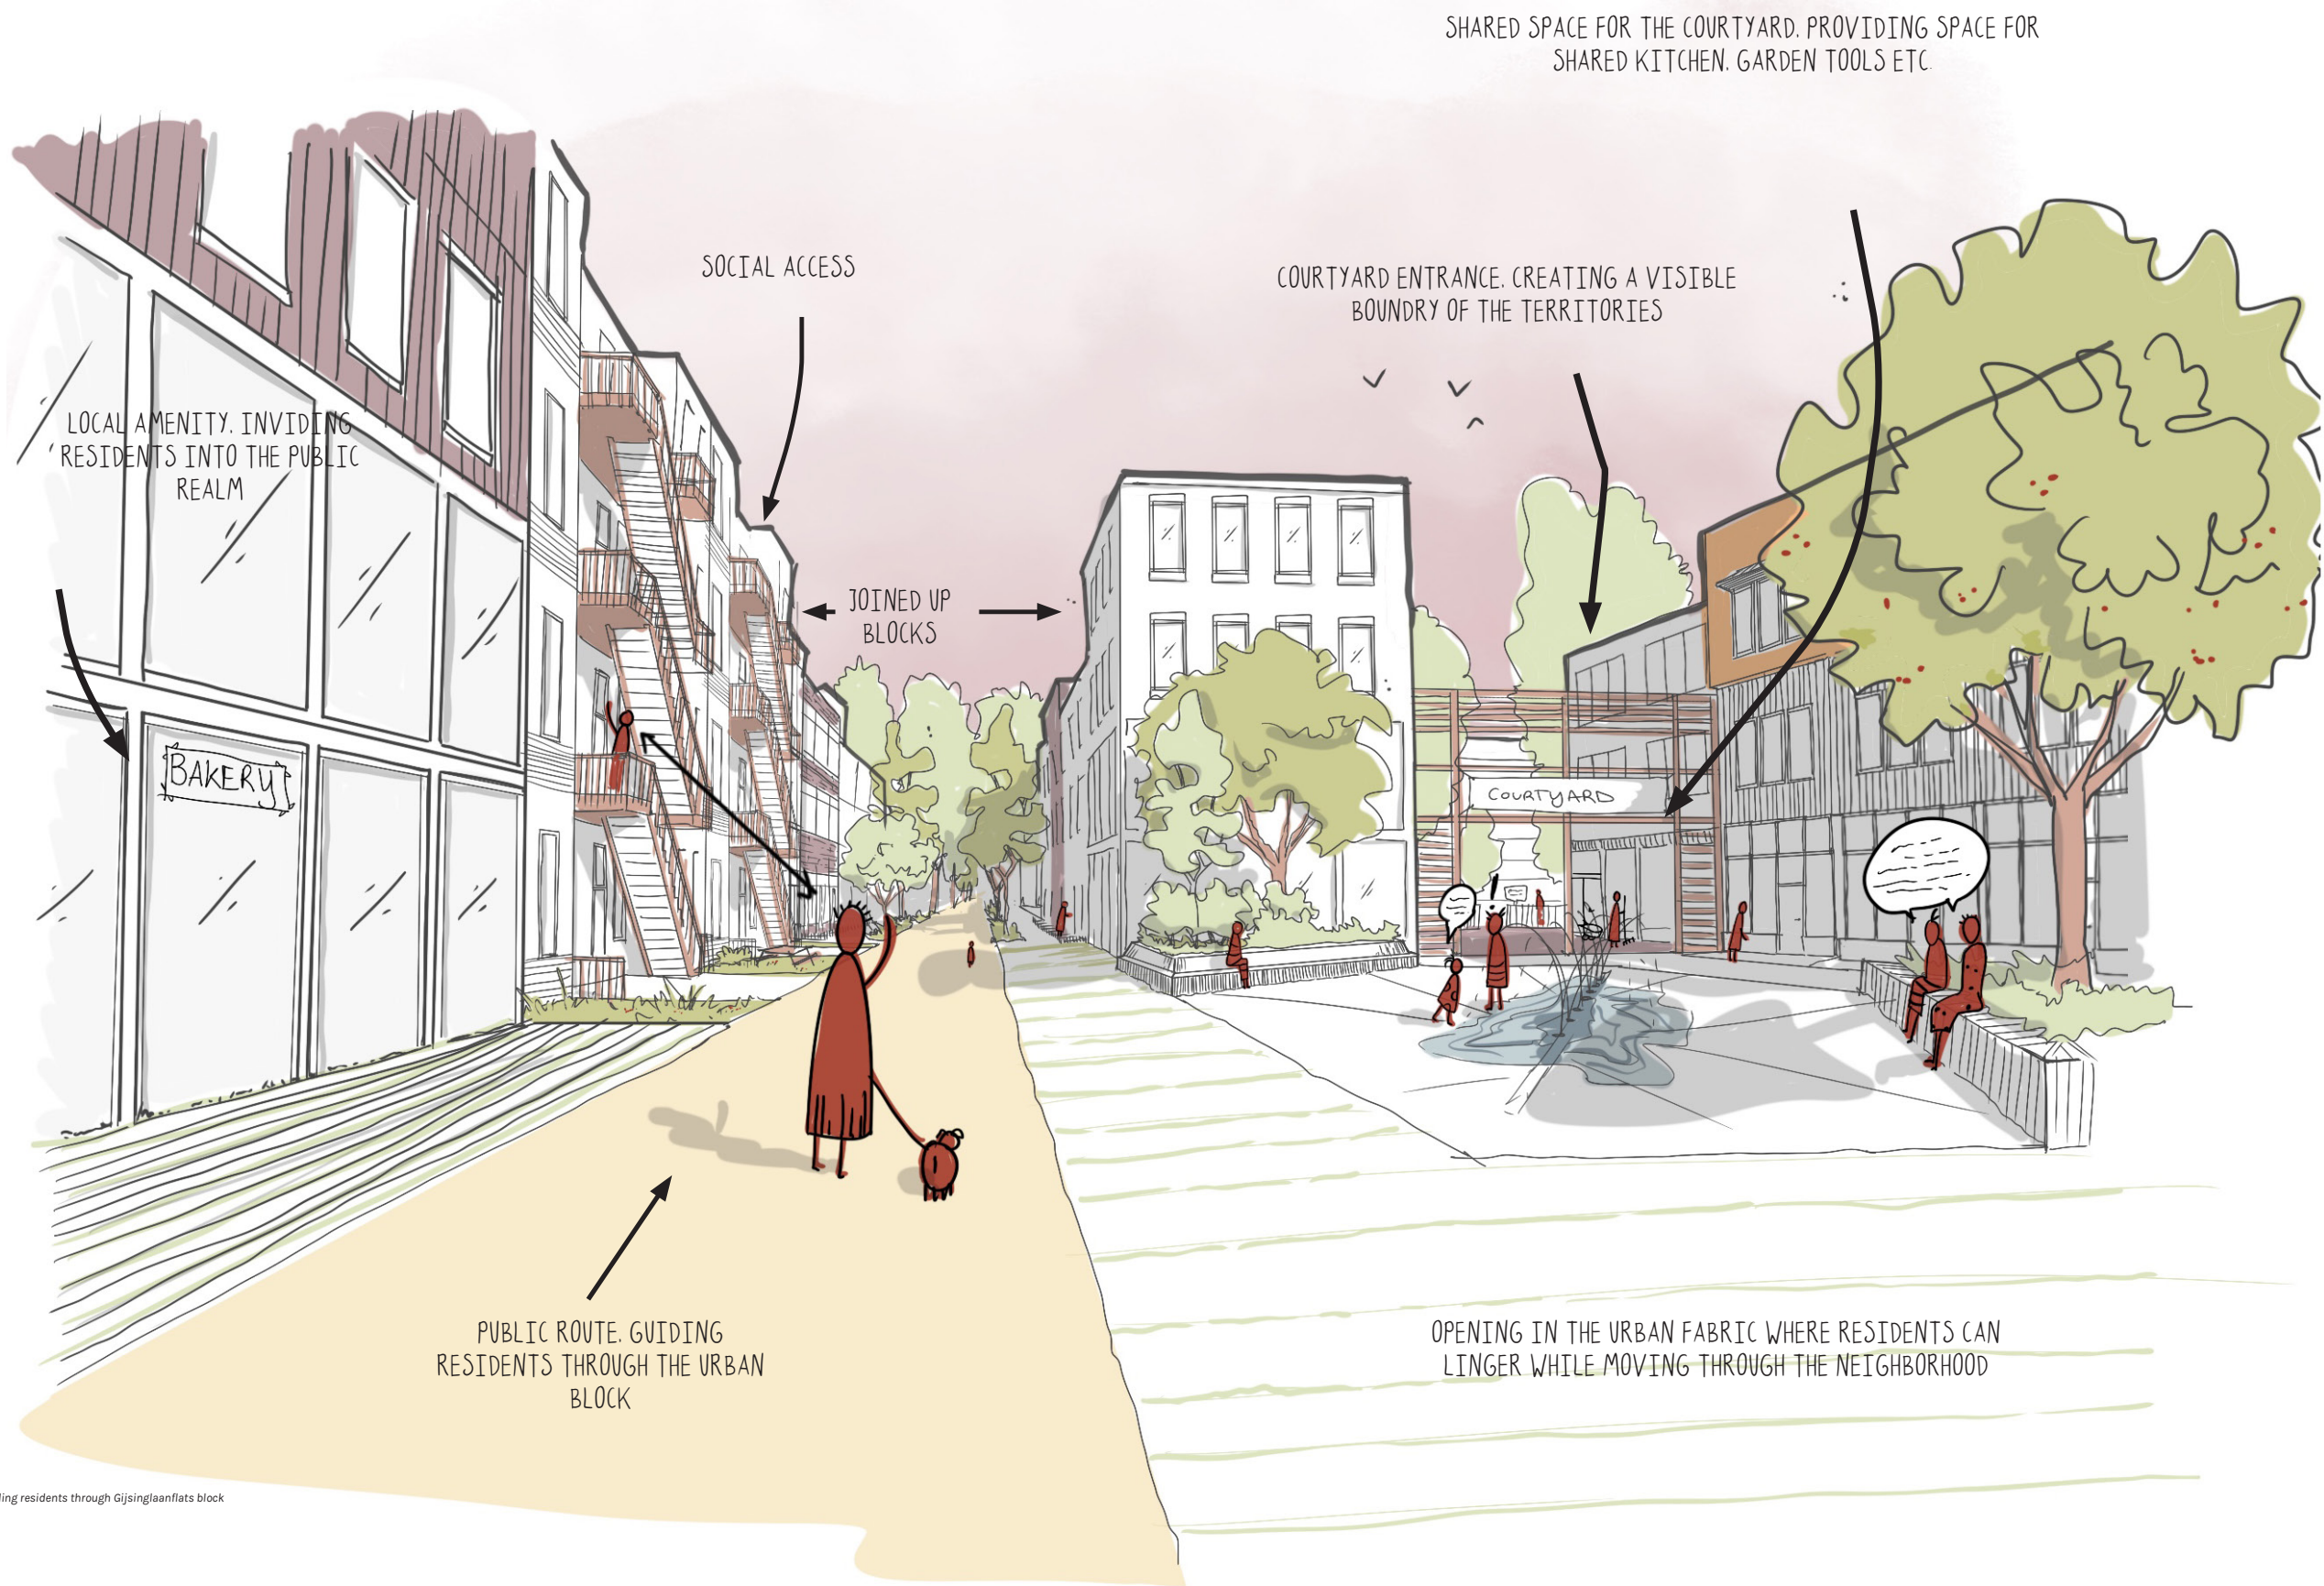 SHARED SPACE FOR THE COURTYARD. PROVIDING SPACE FOR
SHARED KITCHEN. GARDEN TOOLS ETC.
SOCIAL ACCESS
COURTYARD ENTRANCE. CREATING A VISIBLE
BOUNDRY OF THE TERRITORIES
LOCAL AMENITY. INVIDING
RESIDENTS INTO THE PUBLIC
REALM
JOINED UP
BLOCKS
BAKERY
COURTYARD
PUBLIC ROUTE. GUIDING
RESIDENTS THROUGH THE URBAN
BLOCK
OPENING IN THE URBAN FABRIC WHERE RESIDENTS CAN
LINGER WHILE MOVING THROUGH THE NEIGHBORHOOD
residents through Gijsinglaanflats block